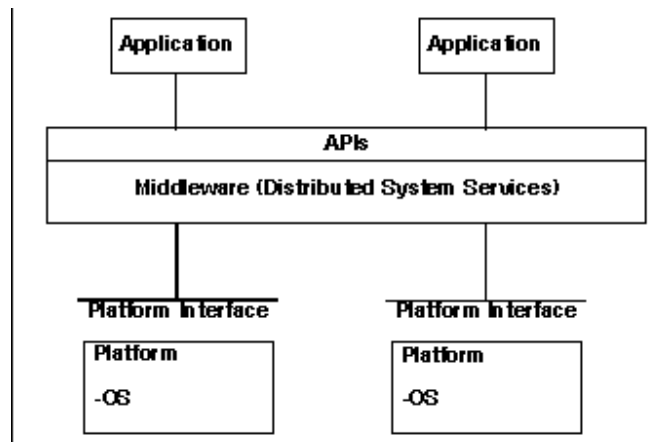 Application
Application
APIs
Middleware (Distributed System Services)
Platform Interface
Platform Interface
Platform
-OS
Platform
-OS